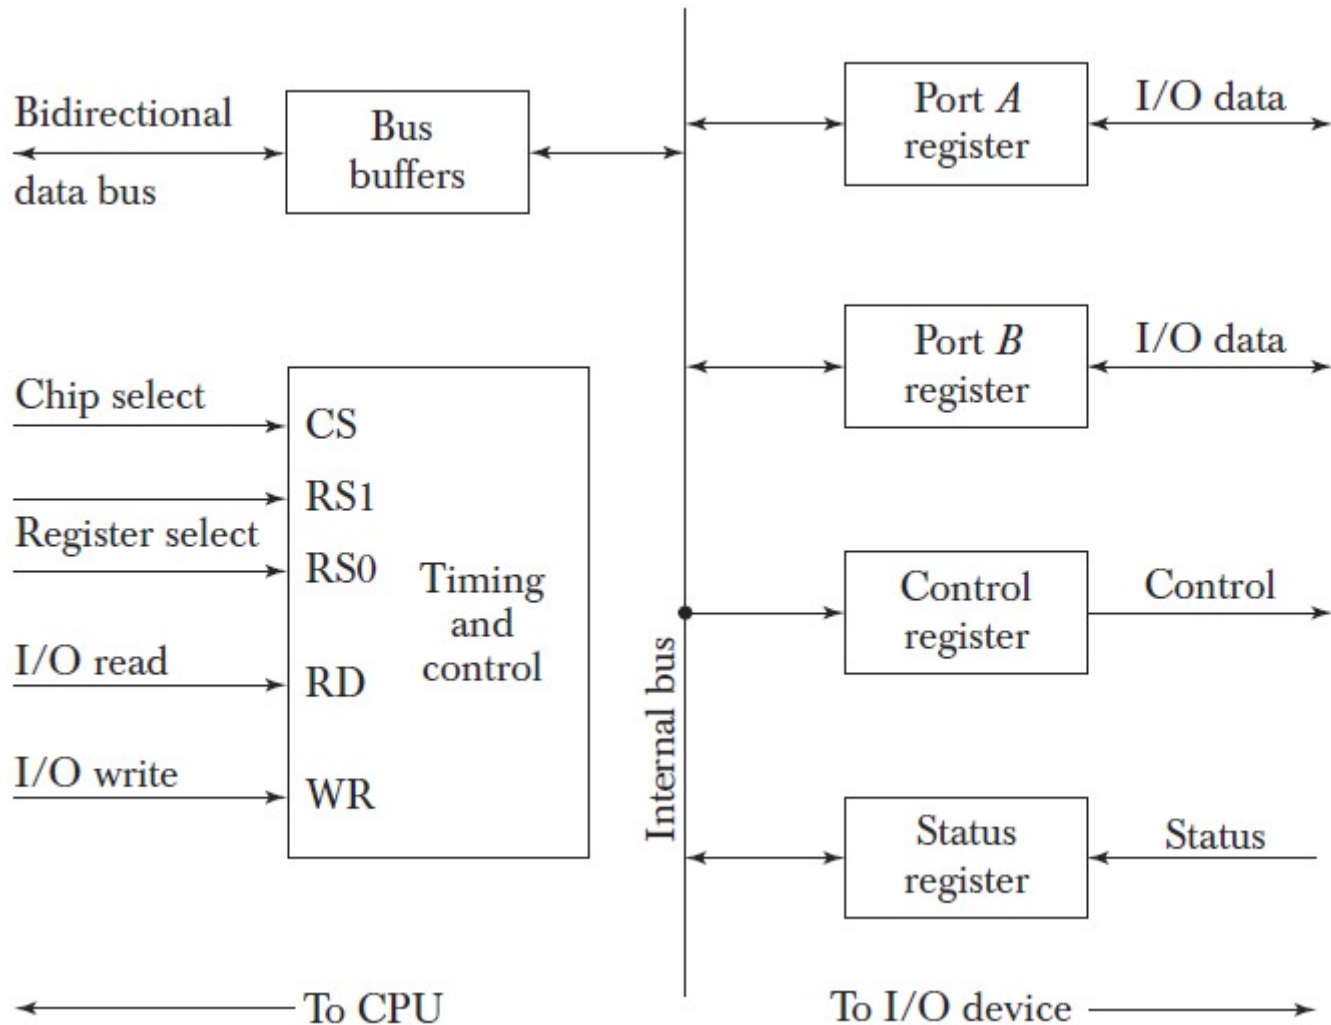 Bidirectional
data bus
Bus
buffers
Port A
register
I/O data
Port B
register
I/O data
Chip select
CS
RS1
Register select
RS0
Timing
and
control
I/O read
RD
I/O write
WR
Internal bus
Control
register
Control
Status
register
Status
To CPU
To I/O device